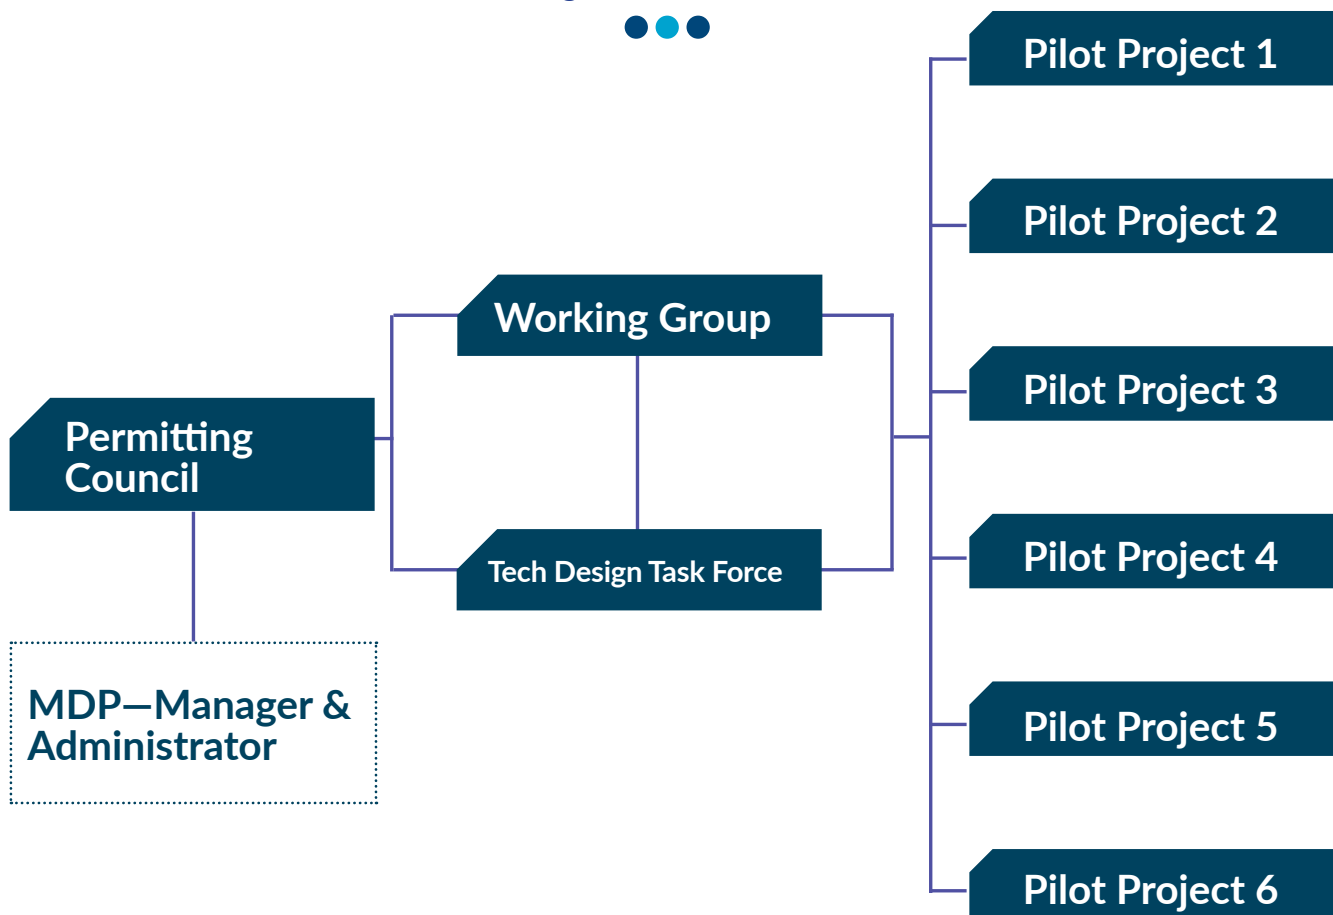 Pilot Project 1
Pilot Project 2
Working Group
Pilot Project 3
Permitting
Council
Pilot Project 4
Tech Design Task Force
MDP—Manager &
Administrator
Pilot Project 5
Pilot Project 6